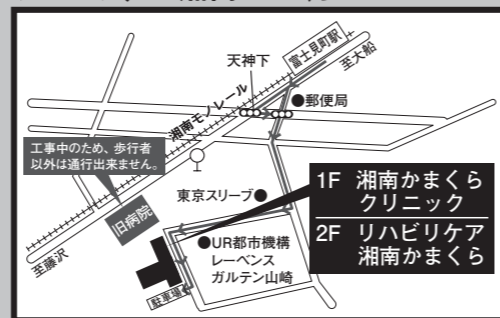 富士見町駅
至大船
天神下
湘南モノレール
●郵便局
工事中のため、歩行者
以外は通行出来ません。
東京スリーブ●
旧病院
1F 湘南かまくら
クリニック
2F リハビリケア
湘南かまくら
●UR都市機構
レーベンス
ガルテン山崎
至藤沢
駐車場